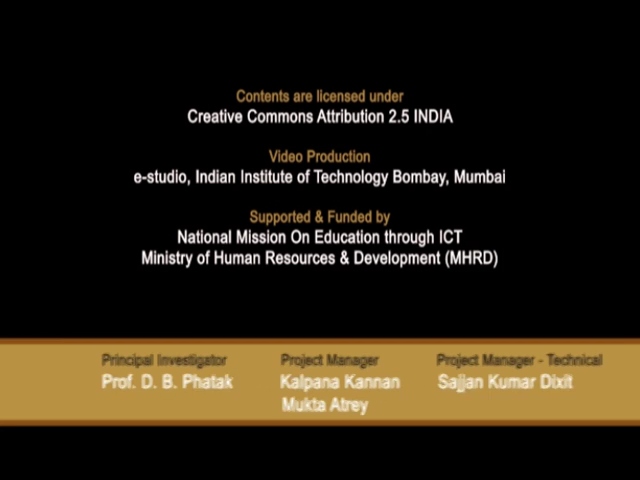 Contents are licensed under
Creative Commons Attribution 2.5 INDIA
Video Production
e-studio, Indian Institute of Technology Bombay, Mumbai
Supported & Funded by
National Mission On Education through ICT
Ministry of Human Resources & Development (MHRD)
Principal Investigator
Prof. D. B. Phatak
Project Manager
Kalpana Kannan
Mukta Atrey
Project Manager - Technical
Sajjan Kumar Dixit